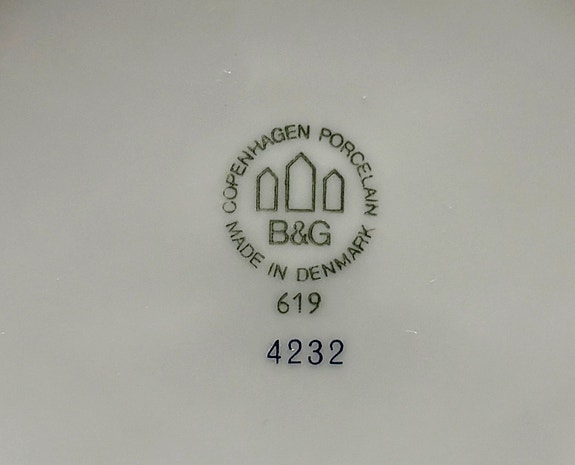 COPENHAGEN PORCELAIN
B&G
MADE IN DENMARK
619
4232